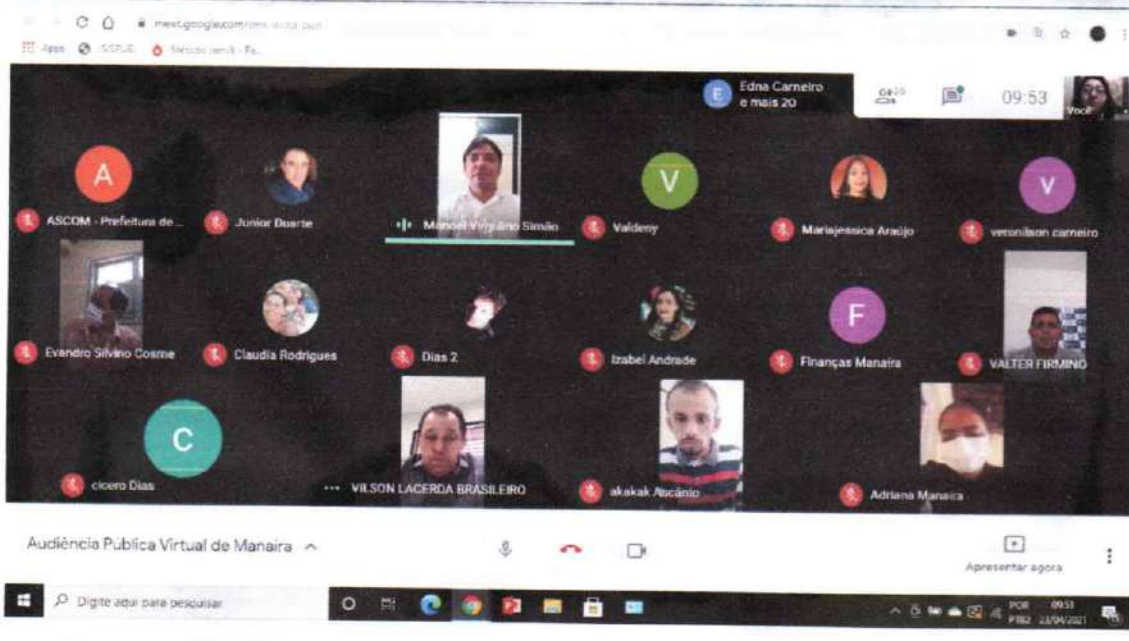 meet.google.com
Apps
Edna Carneiro
e mais 20
09:53
Você
A
V
V
ASCOM - Prefeitura de ...
Junior Duarte
Manoel Virgulino Simão
Valdeny
Mariajessica Araújo
veronilson carneiro
F
Evandro Silvino Cosme
Claudia Rodrigues
Dias 2
Izabel Andrade
Finanças Manaíra
VALTER FIRMINO
C
cicero Dias
VILSON LACERDA BRASILEIRO
akakak Ascânio
Adriana Manaira
Audiência Pública Virtual de Manaira
Apresentar agora
Digite aqui para pesquisar
POR 09:53
PTB2 23/04/2021